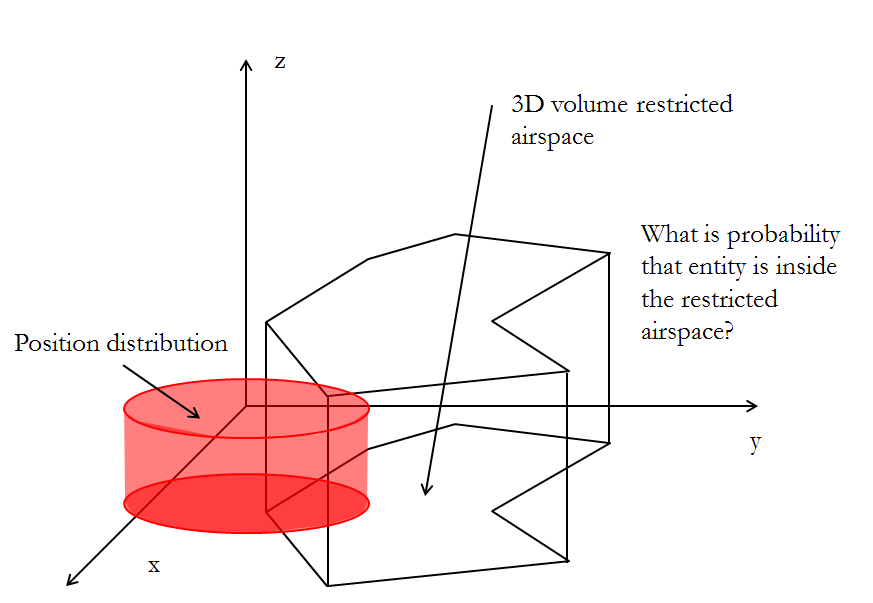 z
3D volume restricted
airspace
What is probability
that entity is inside
the restricted
airspace?
Position distribution
y
x